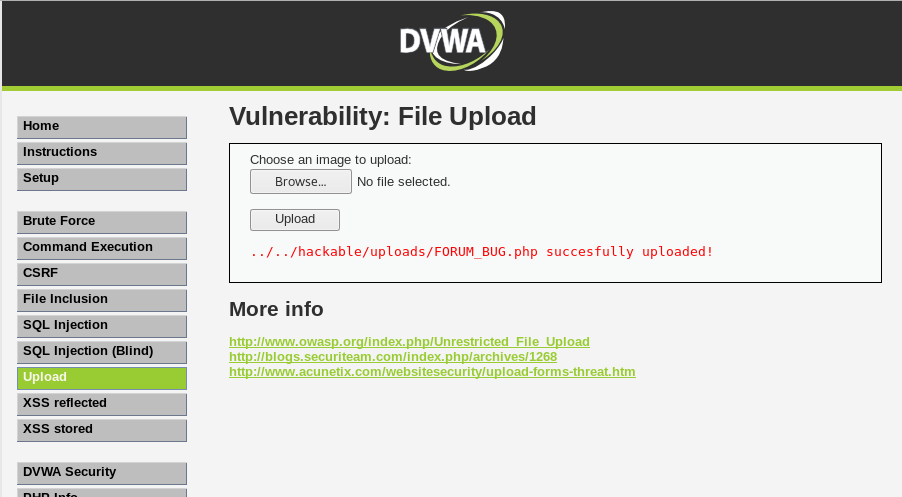 DVWA
Vulnerability: File Upload
Home
Instructions
Setup
Brute Force
Command Execution
CSRF
File Inclusion
SQL Injection
SQL Injection (Blind)
Upload
XSS reflected
XSS stored
DVWA Security
PHP Info
Choose an image to upload:
Browse... No file selected.
Upload
../../hackable/uploads/FORUM_BUG.php succesfully uploaded!
More info
http://www.owasp.org/index.php/Unrestricted_File_Upload
http://blogs.securiteam.com/index.php/archives/1268
http://www.acunetix.com/websitesecurity/upload-forms-threat.htm